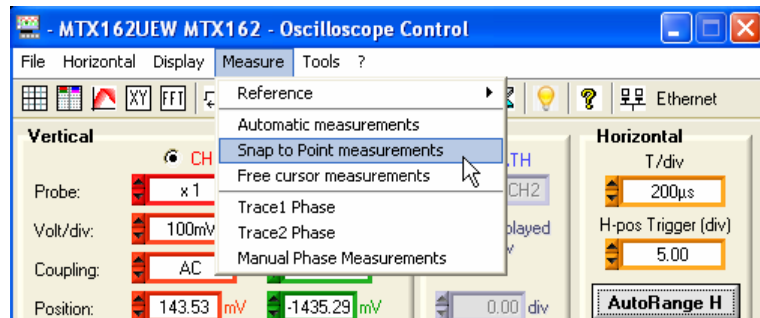 - MTX162UEW MTX162 - Oscilloscope Control
File Horizontal Display Measure Tools ?
XY FFT Ethernet
Reference
Automatic measurements
Snap to Point measurements
Free cursor measurements
Trace1 Phase
Trace2 Phase
Manual Phase Measurements
Vertical
CH
Probe: x 1 CH2
Volt/div: 100mV
Coupling: AC
Position: 143.53 mV -1435.29 mV 0.00 div
Horizontal
T/div
200µs
H-pos Trigger (div)
5.00
AutoRange H